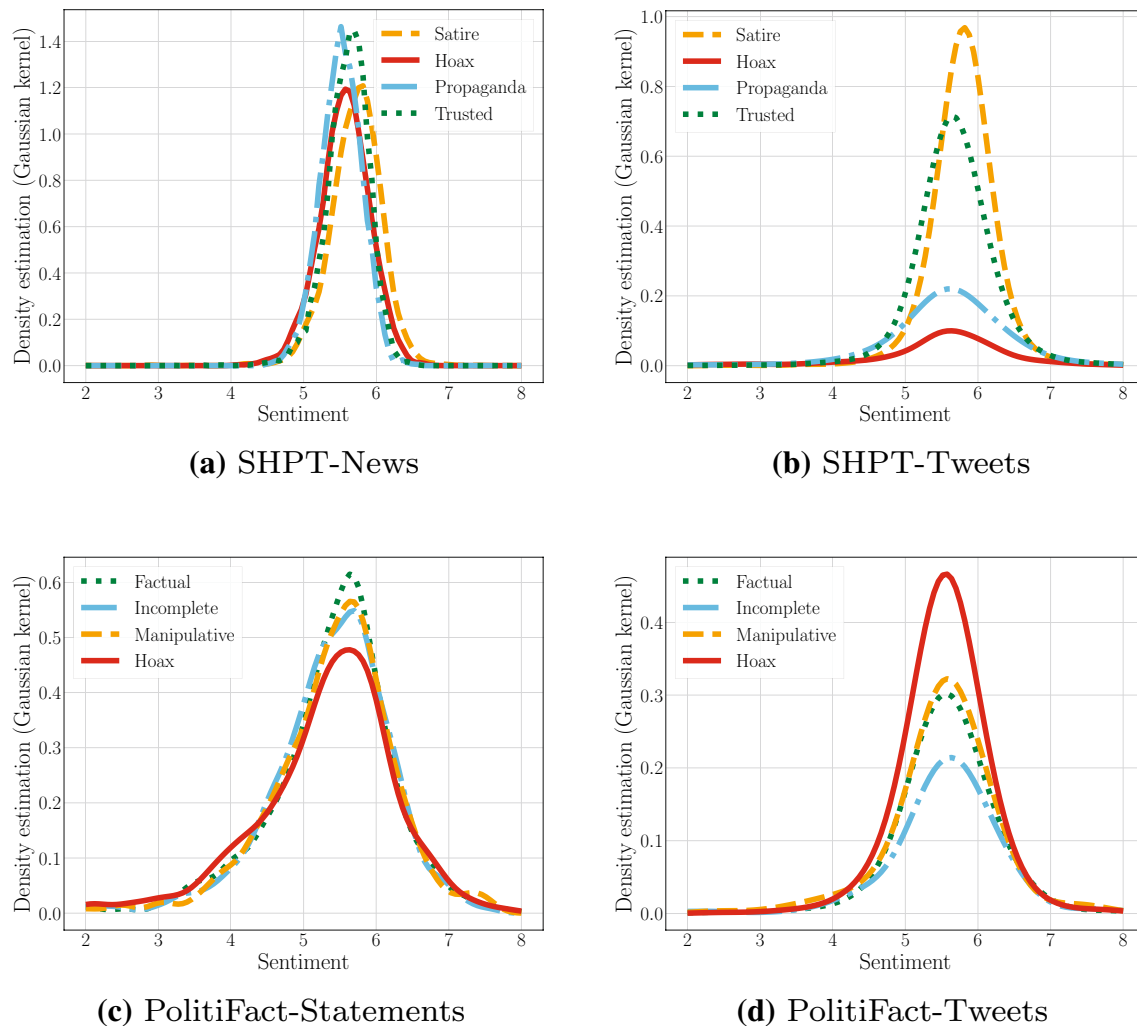 Density estimation (Gaussian kernel)
1.4
1.2
1.0
0.8
0.6
0.4
0.2
0.0
Satire
Hoax
Propaganda
Trusted
2 3 4 5 6 7 8
Sentiment
(a) SHPT-News
Density estimation (Gaussian kernel)
1.0
0.8
0.6
0.4
0.2
0.0
Satire
Hoax
Propaganda
Trusted
2 3 4 5 6 7 8
Sentiment
(b) SHPT-Tweets
Density estimation (Gaussian kernel)
0.6
0.5
0.4
0.3
0.2
0.1
0.0
Factual
Incomplete
Manipulative
Hoax
2 3 4 5 6 7 8
Sentiment
(c) PolitiFact-Statements
Density estimation (Gaussian kernel)
0.4
0.3
0.2
0.1
0.0
Factual
Incomplete
Manipulative
Hoax
2 3 4 5 6 7 8
Sentiment
(d) PolitiFact-Tweets